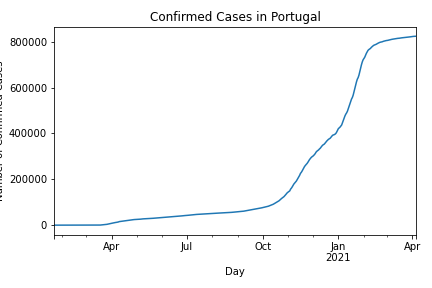 Confirmed Cases in Portugal
800000
600000
400000
200000
0
Number of Confirmed Cases
Apr
Jul
Oct
Jan
2021
Apr
Day